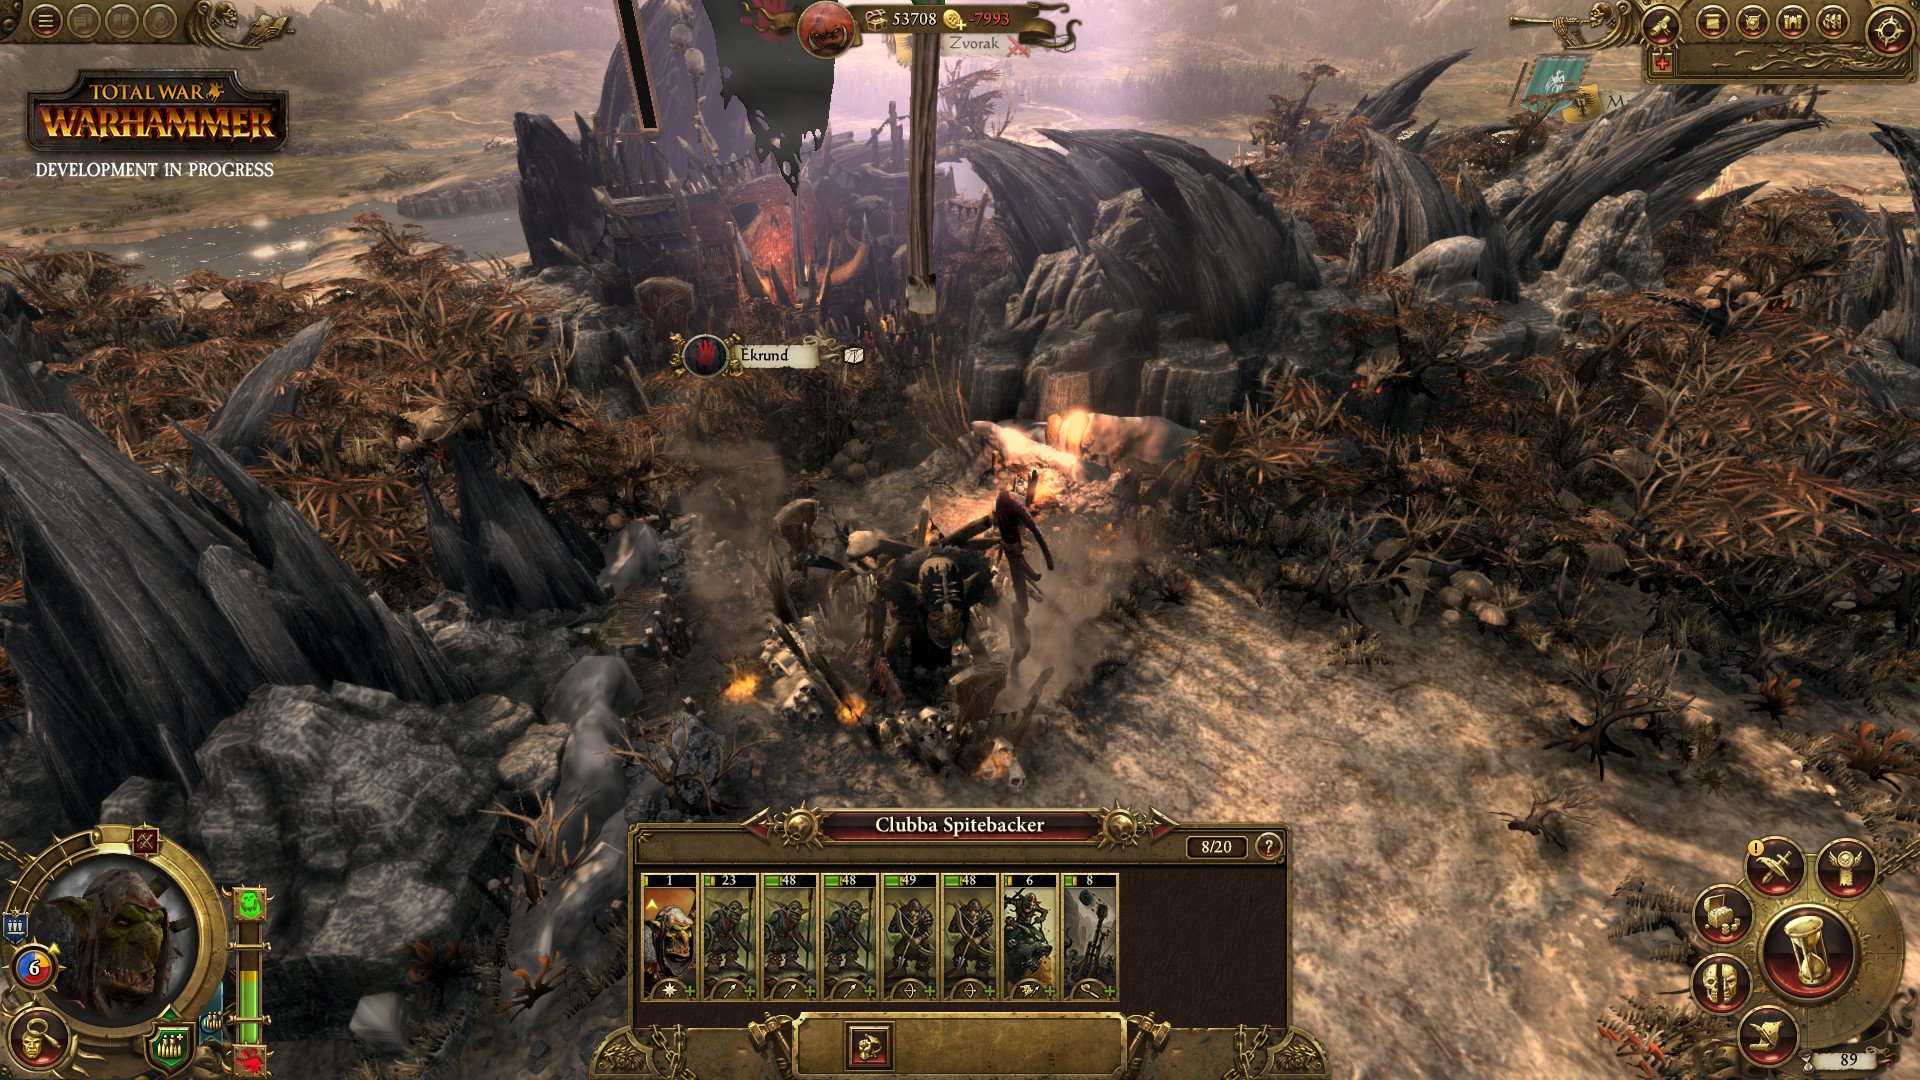 53708
-7993
Zvorak
TOTAL WAR
WARHAMMER
DEVELOPMENT IN PROGRESS
Ekrund
Clubba Spitebacker
8/20
?
1
23
48
48
49
48
6
8
6
!
89